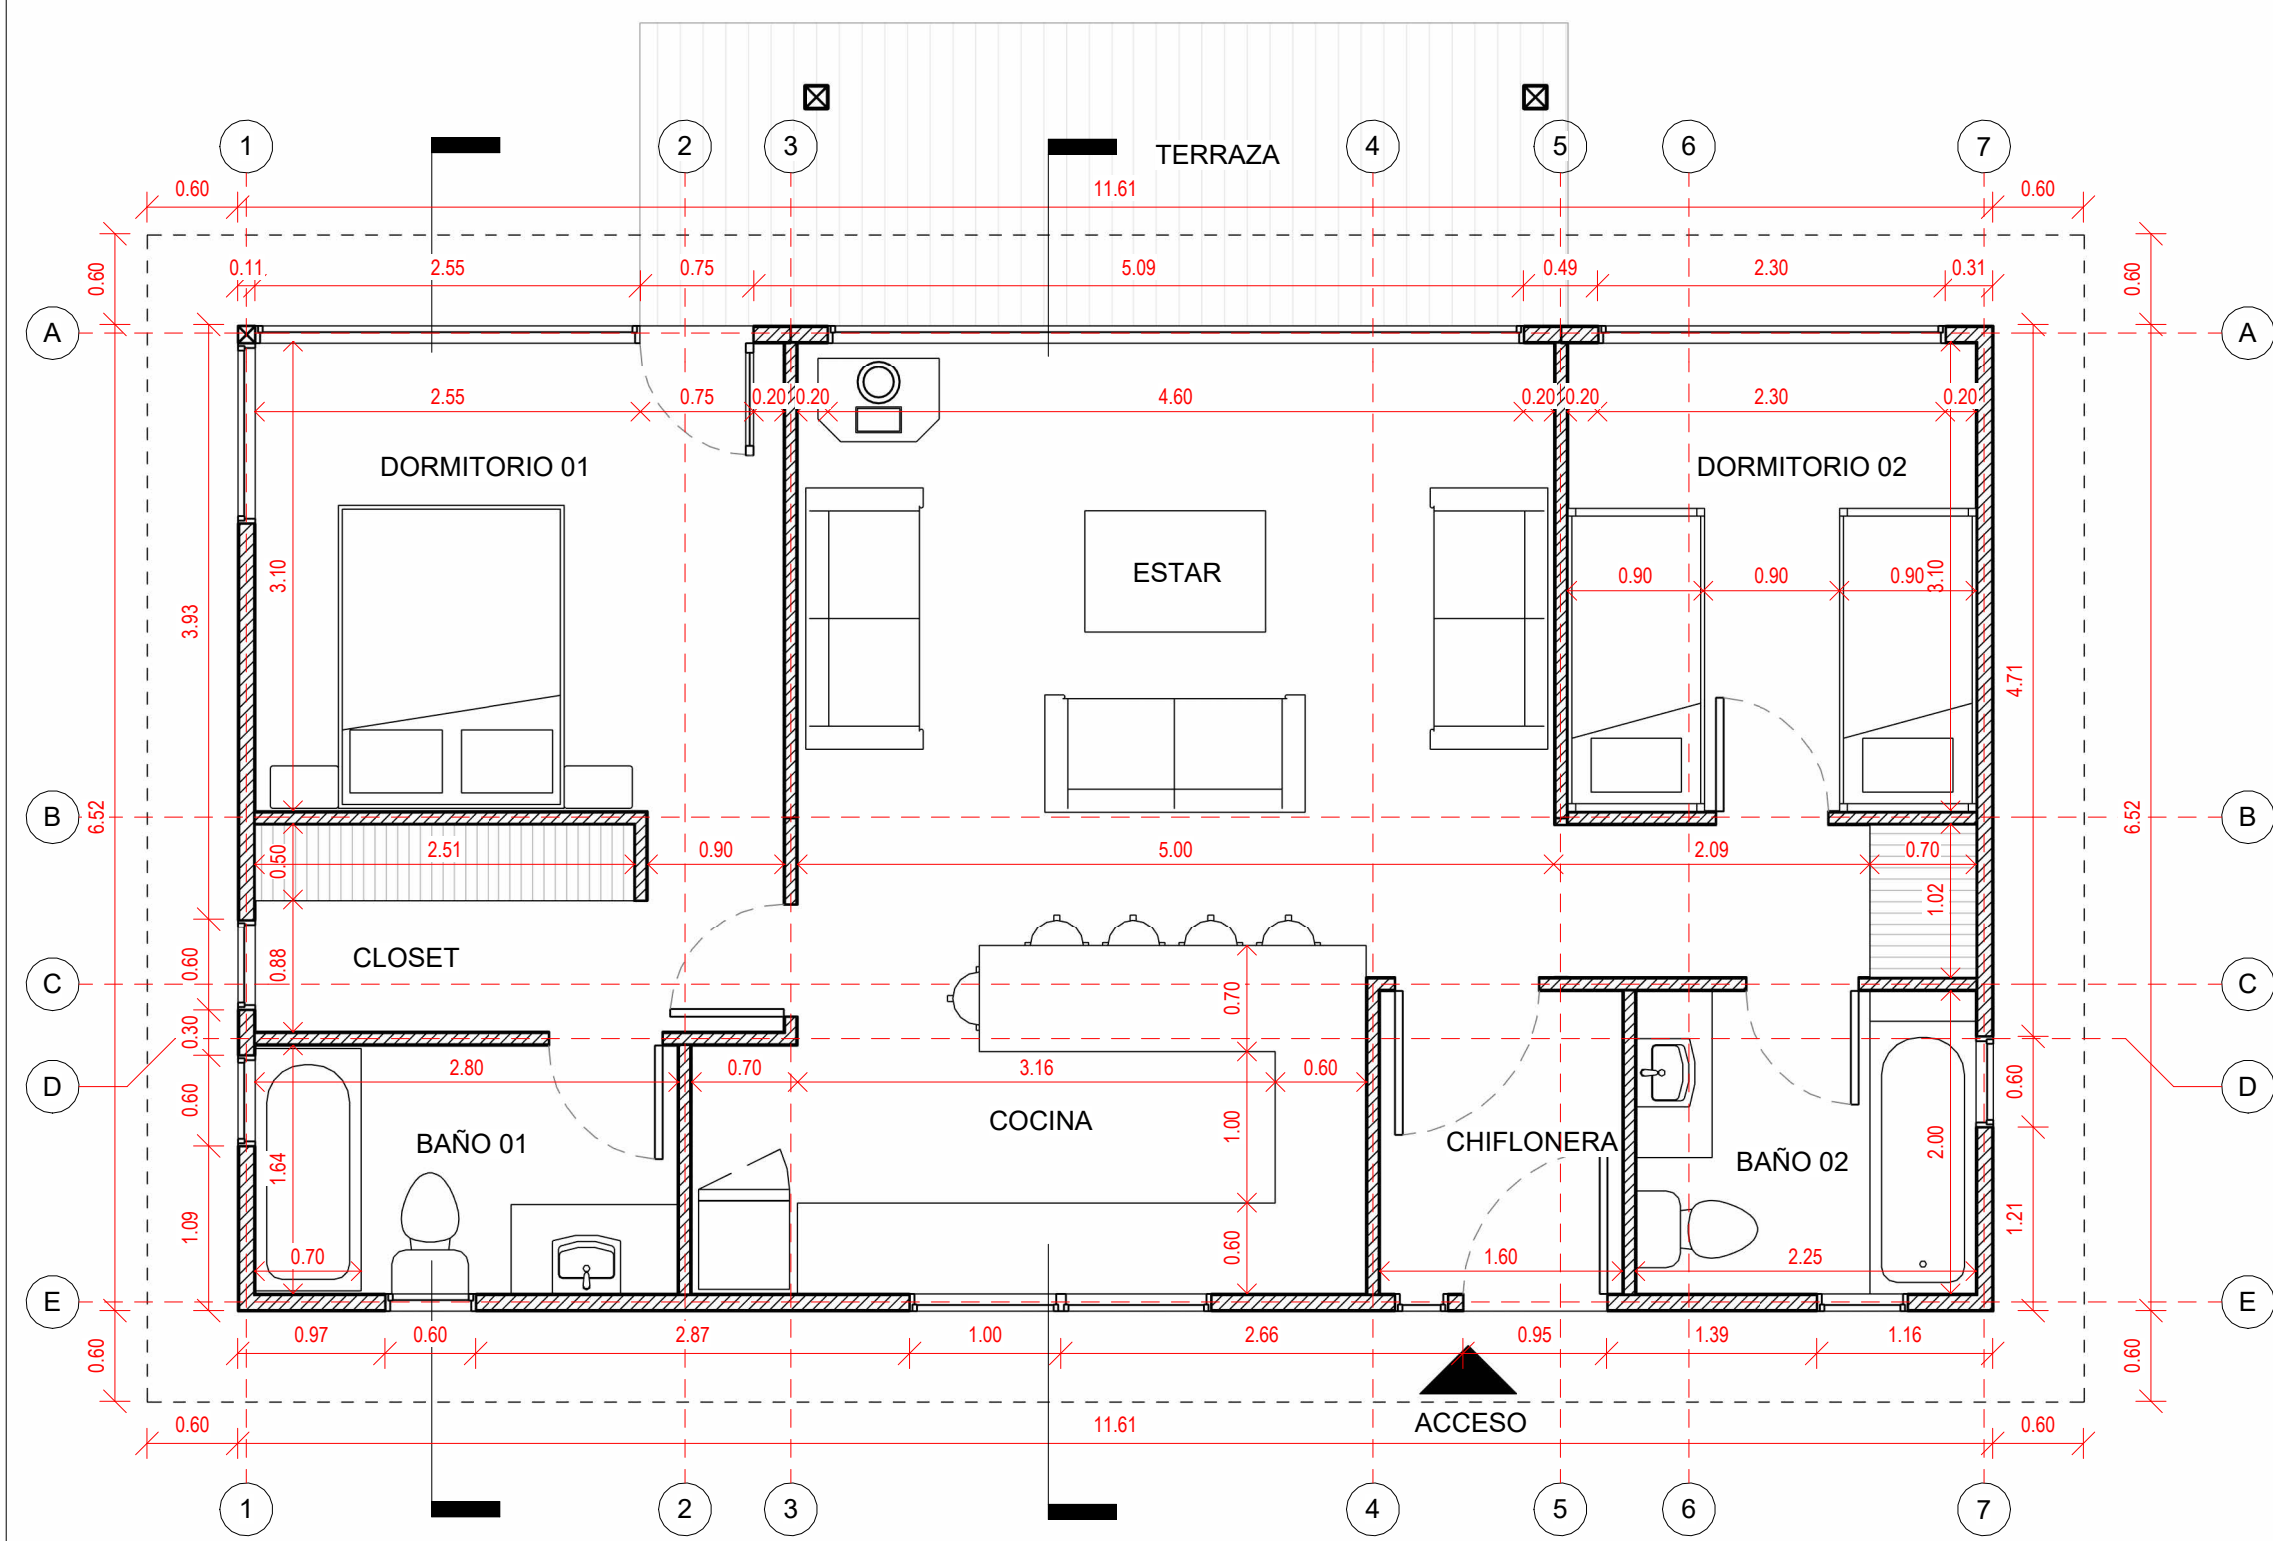 1 2 3 4 5 6 7
TERRAZA
0.60 11.61 0.60
0.60 0.11 2.55 0.75 5.09 0.49 2.30 0.31 0.60
A A
2.55 0.75 0.20 0.20 4.60 0.20 0.20 2.30 0.20
DORMITORIO 01 DORMITORIO 02
3.10 ESTAR 0.90 0.90 0.90 3.10
3.93 4.71
B 6.52 6.52 B
0.50 2.51 0.90 5.00 2.09 0.70
1.02
CLOSET
0.60 0.88
C C
0.70
0.30
2.80 0.70 3.16 0.60 0.60
D D
0.60 COCINA 1.00
BAÑO 01 CHIFLONERA BAÑO 02 2.00
1.64
1.09 1.21
0.70 0.60 1.60 2.25
E E
0.97 0.60 2.87 1.00 2.66 0.95 1.39 1.16
0.60 0.60
ACCESO
0.60 11.61 0.60
1 2 3 4 5 6 7